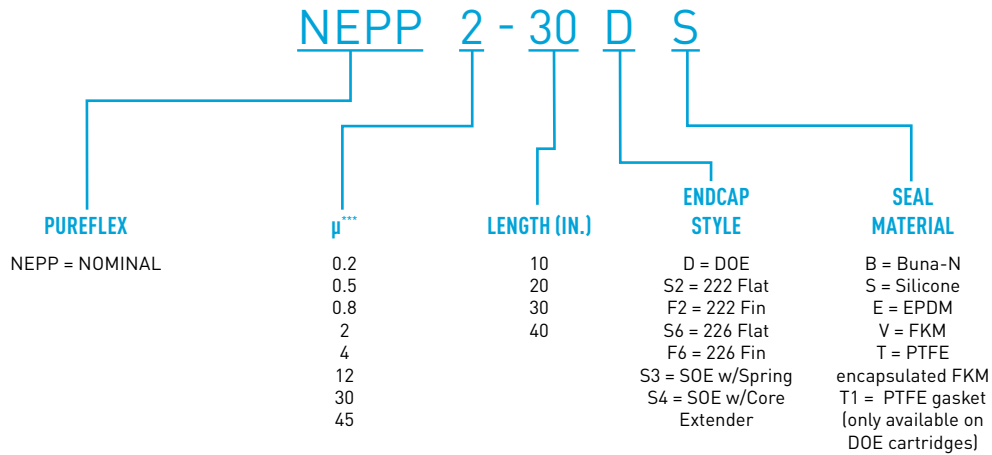 NEPP 2 - 30 D S
PUREFLEX
NEPP = NOMINAL
µ***
0.2
0.5
0.8
2
4
12
30
45
LENGTH (IN.)
10
20
30
40
ENDCAP
STYLE
D = DOE
S2 = 222 Flat
F2 = 222 Fin
S6 = 226 Flat
F6 = 226 Fin
S3 = SOE w/Spring
S4 = SOE w/Core
Extender
SEAL
MATERIAL
B = Buna-N
S = Silicone
E = EPDM
V = FKM
T = PTFE
encapsulated FKM
T1 = PTFE gasket
(only available on
DOE cartridges)